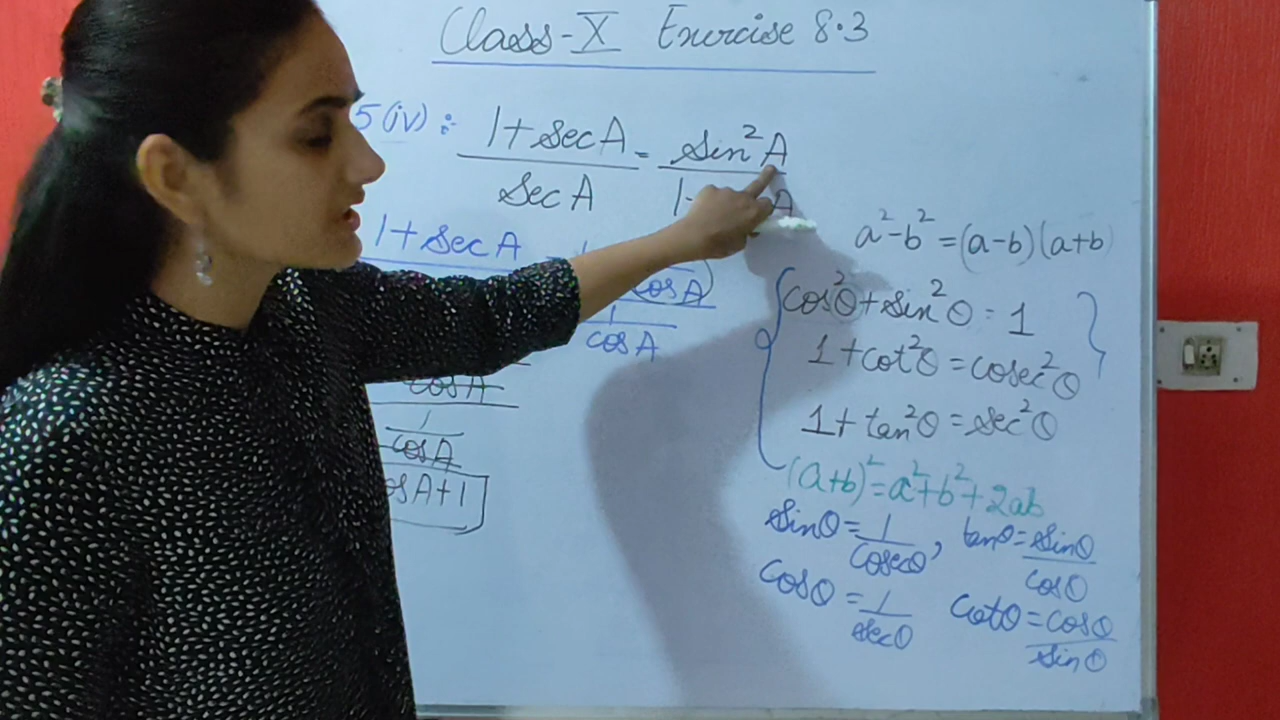 Class-X Exercise 8.3
5(iv) :- 1+secA = sin²A
secA 1- A
1+secA 1
cosA
1
cosA
cosA
1
cosA
osA+1
a²-b²=(a-b)(a+b)
cos²θ+sin²θ=1
1+cot²θ=cosec²θ
1+tan²θ=sec²θ
(a+b)²=a²+b²+2ab
sinθ=1/cosecθ, tanθ=sinθ/cosθ
cosθ=1/secθ cotθ=cosθ/sinθ